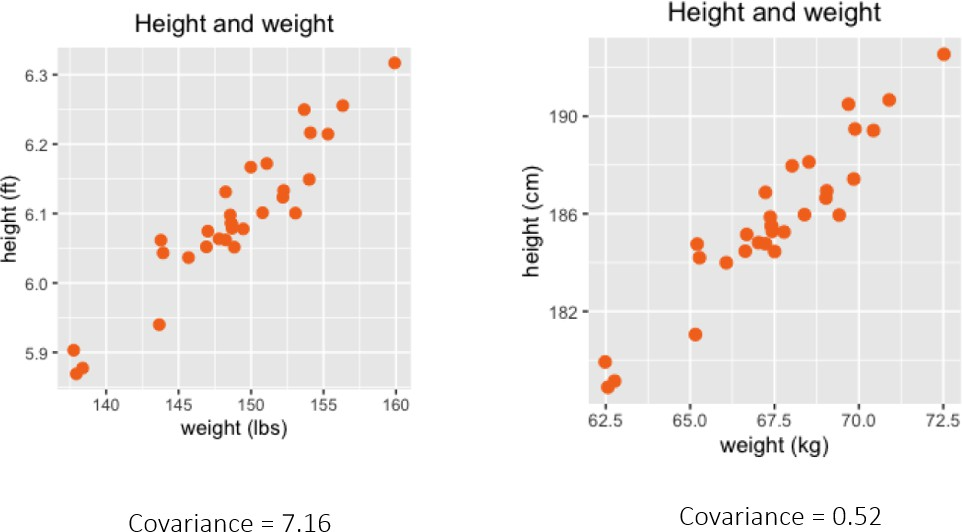 Height and weight
height (ft)
6.3
6.2
6.1
6.0
5.9
140 145 150 155 160
weight (lbs)
Covariance = 7.16
Height and weight
height (cm)
190
186
182
62.5 65.0 67.5 70.0 72.5
weight (kg)
Covariance = 0.52